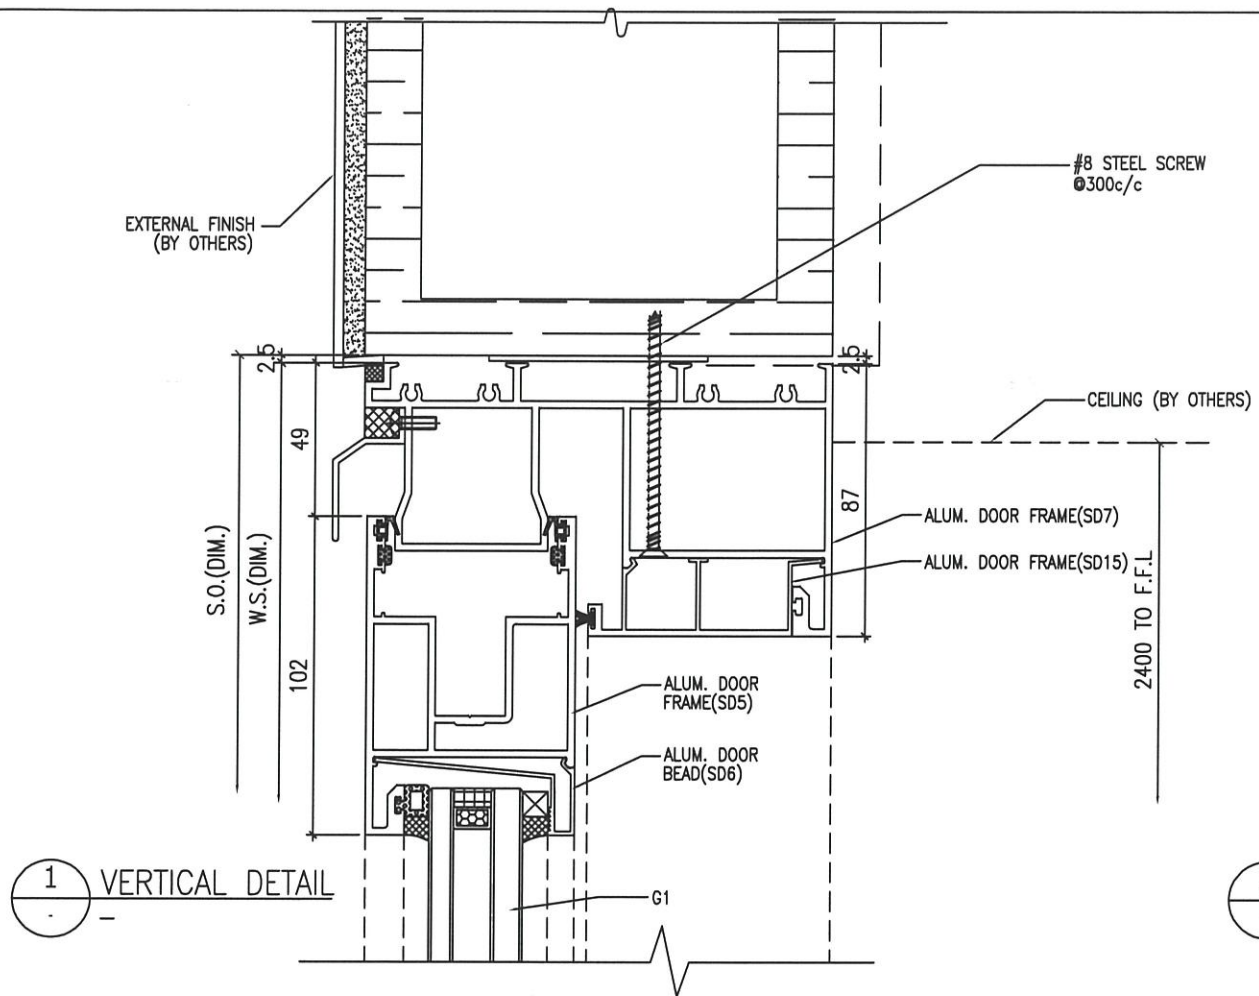 #8 STEEL SCREW
@300c/c
EXTERNAL FINISH
(BY OTHERS)
2.5
2.5
CEILING (BY OTHERS)
49
87
S.O.(DIM.)
W.S.(DIM.)
ALUM. DOOR FRAME(SD7)
ALUM. DOOR FRAME(SD15)
2400 TO F.F.L
102
ALUM. DOOR
FRAME(SD5)
ALUM. DOOR
BEAD(SD6)
1
VERTICAL DETAIL
-
-
G1